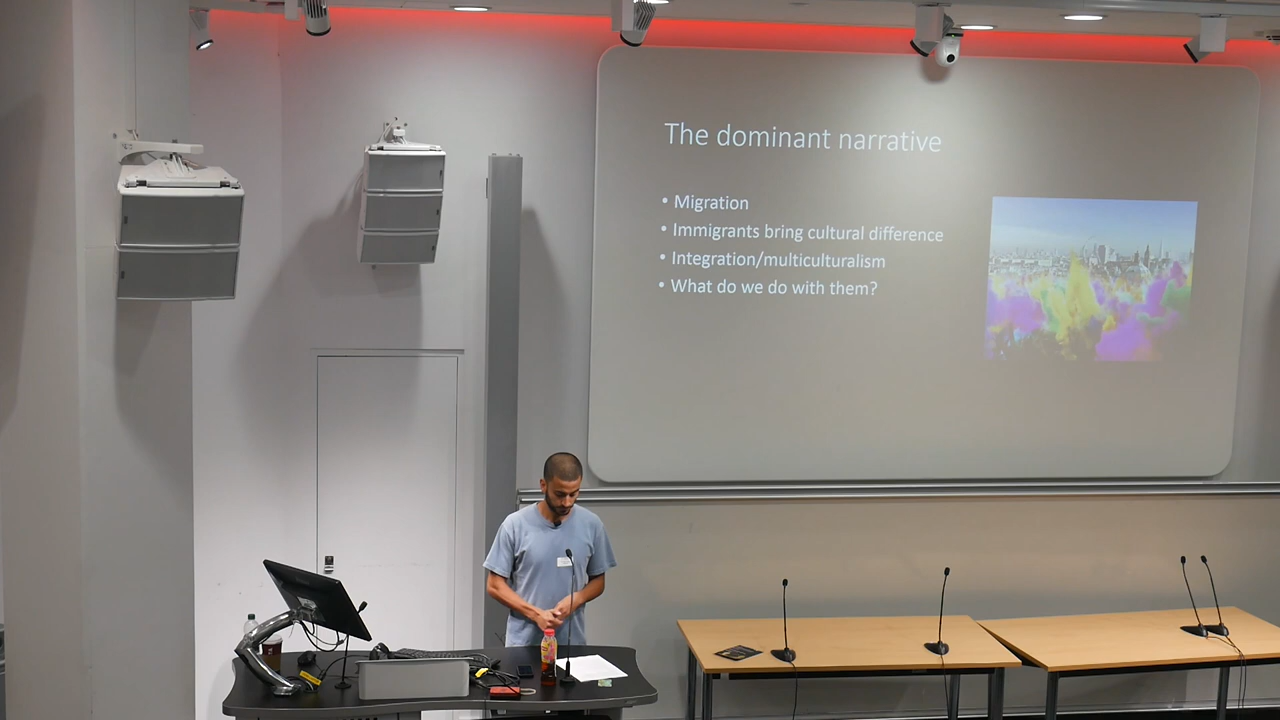 The dominant narrative
• Migration
• Immigrants bring cultural difference
• Integration/multiculturalism
• What do we do with them?